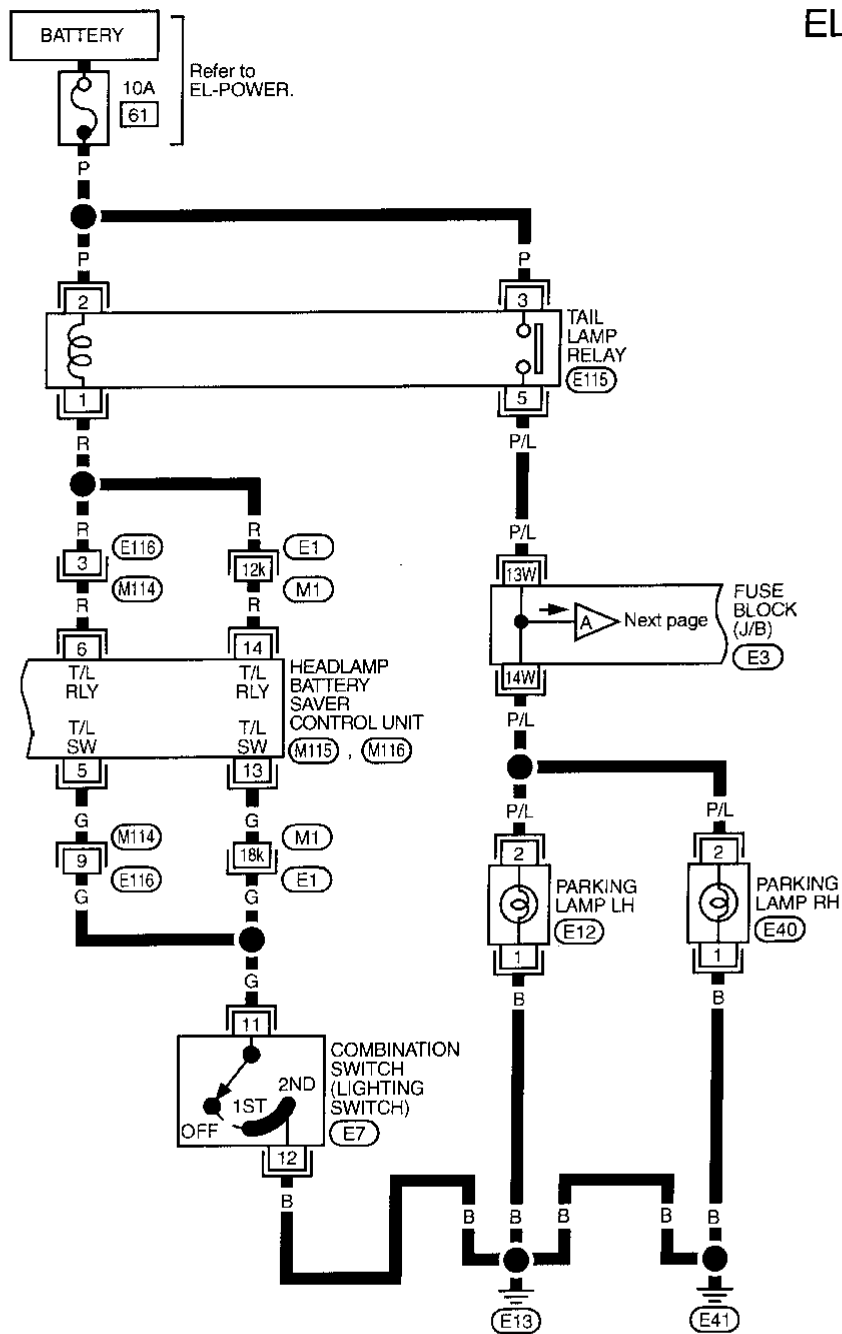 EL
BATTERY
10A
61
Refer to
EL-POWER.
P
P
P
2
3
TAIL
LAMP
RELAY
E115
1
5
R
P/L
R
R
P/L
3
E116
12k
E1
M114
M1
R
R
13W
FUSE
BLOCK
(J/B)
E3
A
Next page
14W
6
14
T/L
RLY
T/L
RLY
HEADLAMP
BATTERY
SAVER
CONTROL UNIT
M115 , M116
T/L
SW
T/L
SW
5
13
P/L
P/L
P/L
G
G
M114
M1
9
18k
E116
E1
G
G
2
2
PARKING
LAMP LH
E12
PARKING
LAMP RH
E40
1
1
G
B
B
11
COMBINATION
SWITCH
(LIGHTING
SWITCH)
E7
OFF
1ST
2ND
12
B
B
B
B
B
B
E13
E41